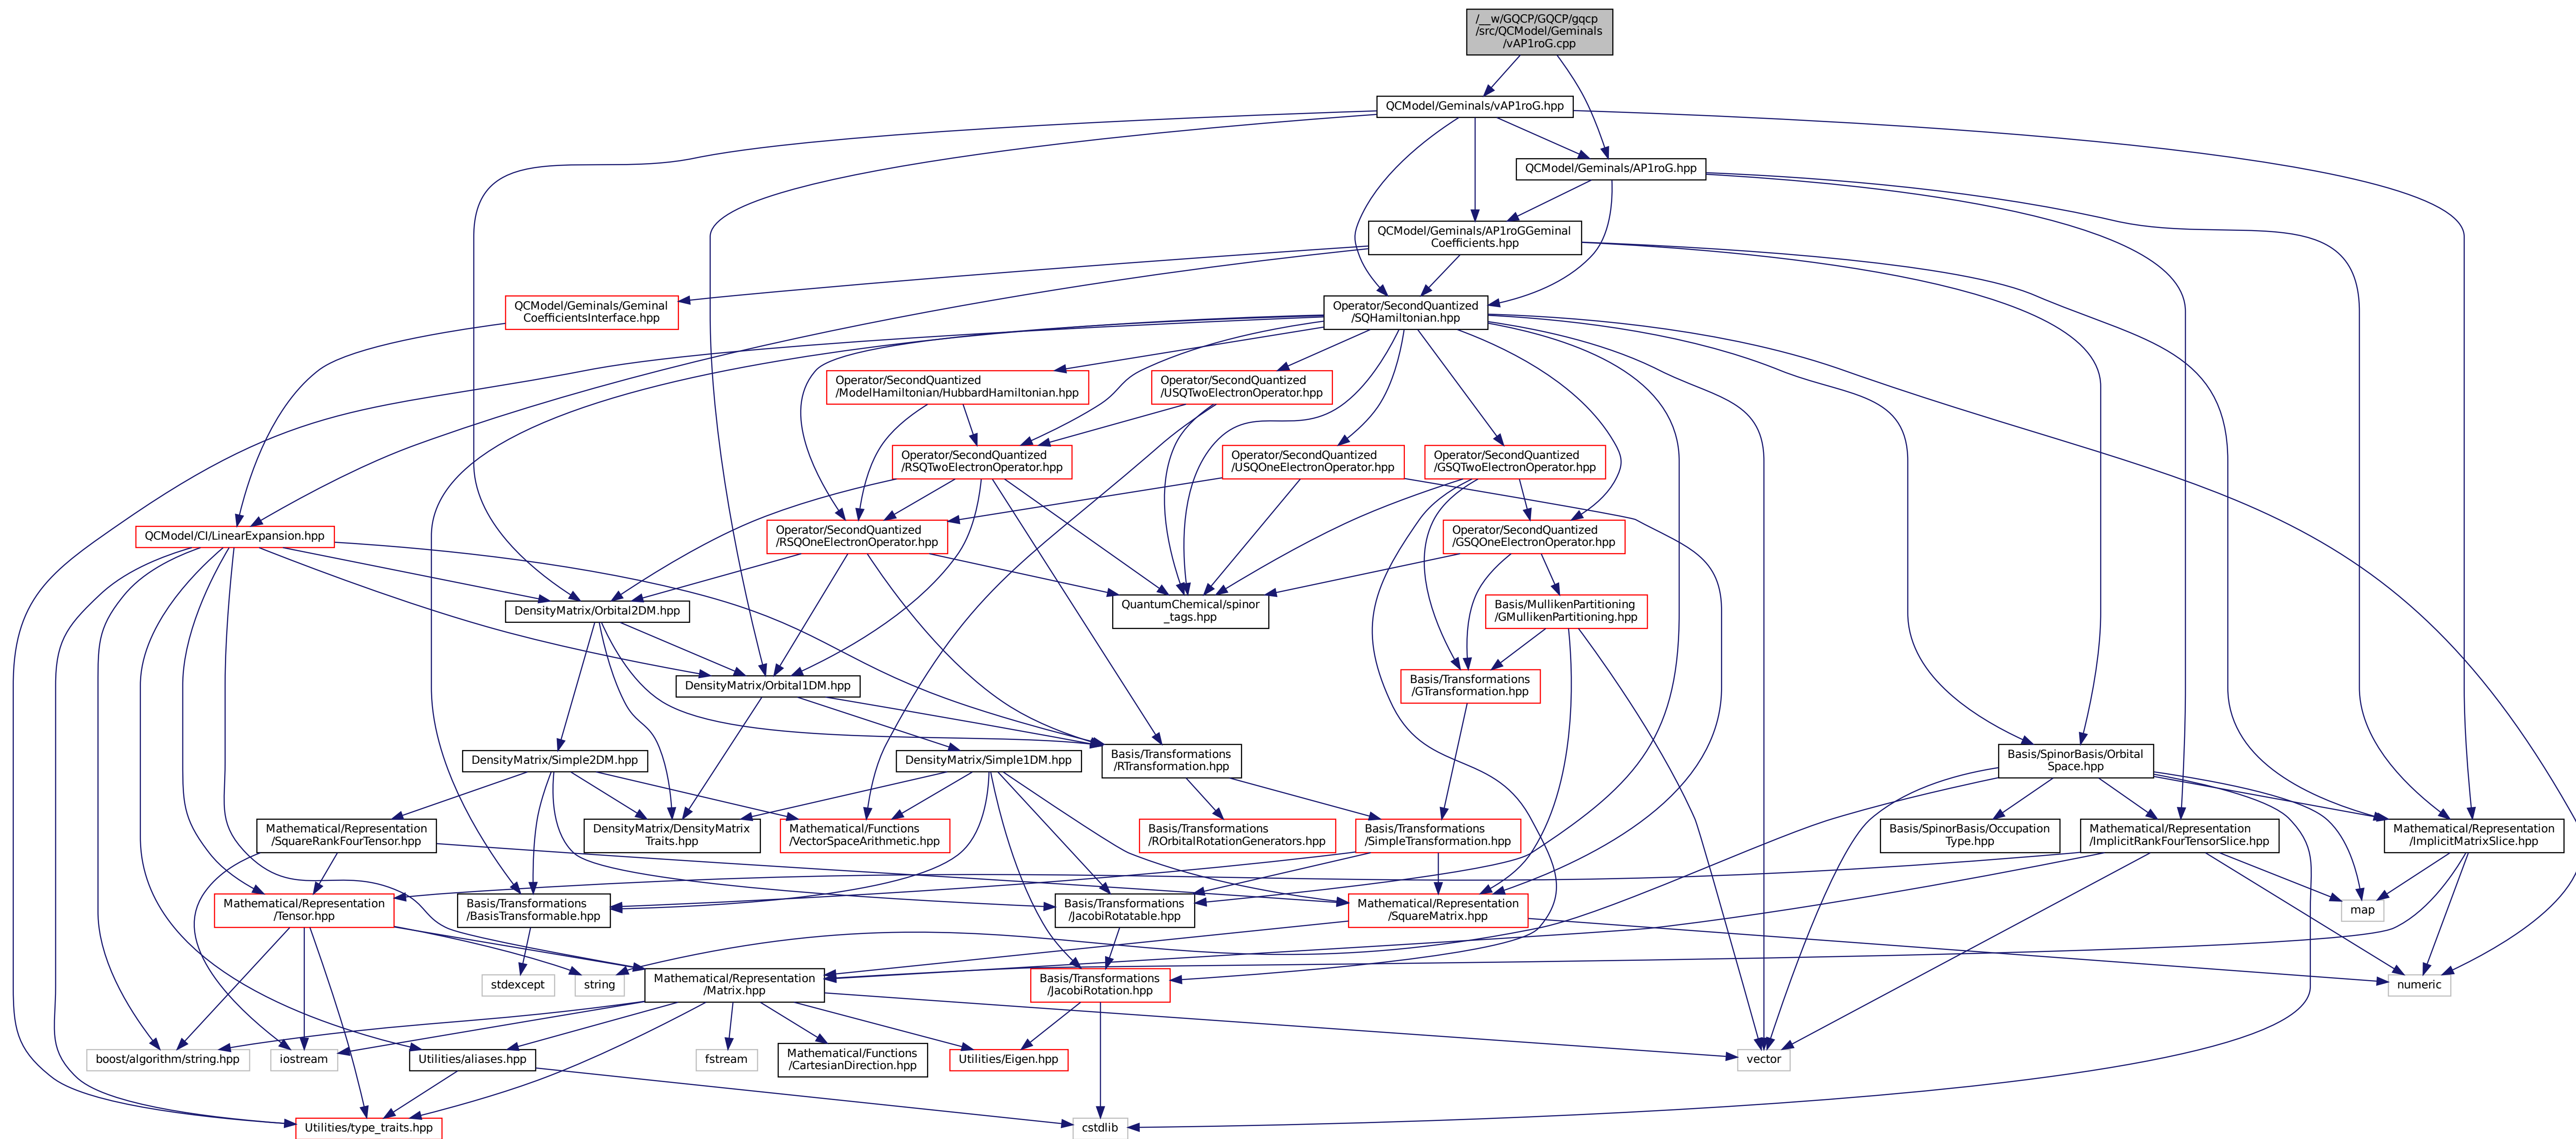 /__w/GQCP/GQCP/gqcp
/src/QCModel/Geminals
/vAP1roG.cpp
QCModel/Geminals/vAP1roG.hpp
QCModel/Geminals/AP1roG.hpp
QCModel/Geminals/AP1roGGeminal
Coefficients.hpp
QCModel/Geminals/Geminal
CoefficientsInterface.hpp
Operator/SecondQuantized
/SQHamiltonian.hpp
Operator/SecondQuantized
/ModelHamiltonian/HubbardHamiltonian.hpp
Operator/SecondQuantized
/USQTwoElectronOperator.hpp
Operator/SecondQuantized
/RSQTwoElectronOperator.hpp
Operator/SecondQuantized
/USQOneElectronOperator.hpp
Operator/SecondQuantized
/GSQTwoElectronOperator.hpp
QCModel/CI/LinearExpansion.hpp
Operator/SecondQuantized
/RSQOneElectronOperator.hpp
Operator/SecondQuantized
/GSQOneElectronOperator.hpp
DensityMatrix/Orbital2DM.hpp
QuantumChemical/spinor
_tags.hpp
Basis/MullikenPartitioning
/GMullikenPartitioning.hpp
DensityMatrix/Orbital1DM.hpp
Basis/Transformations
/GTransformation.hpp
DensityMatrix/Simple2DM.hpp
DensityMatrix/Simple1DM.hpp
Basis/Transformations
/RTransformation.hpp
Basis/SpinorBasis/Orbital
Space.hpp
Mathematical/Representation
/SquareRankFourTensor.hpp
DensityMatrix/DensityMatrix
Traits.hpp
Mathematical/Functions
/VectorSpaceArithmetic.hpp
Basis/Transformations
/ROrbitalRotationGenerators.hpp
Basis/Transformations
/SimpleTransformation.hpp
Basis/SpinorBasis/Occupation
Type.hpp
Mathematical/Representation
/ImplicitRankFourTensorSlice.hpp
Mathematical/Representation
/ImplicitMatrixSlice.hpp
Mathematical/Representation
/Tensor.hpp
Basis/Transformations
/BasisTransformable.hpp
Basis/Transformations
/JacobiRotatable.hpp
Mathematical/Representation
/SquareMatrix.hpp
map
stdexcept
string
Mathematical/Representation
/Matrix.hpp
Basis/Transformations
/JacobiRotation.hpp
numeric
boost/algorithm/string.hpp
iostream
Utilities/aliases.hpp
fstream
Mathematical/Functions
/CartesianDirection.hpp
Utilities/Eigen.hpp
vector
Utilities/type_traits.hpp
cstdlib